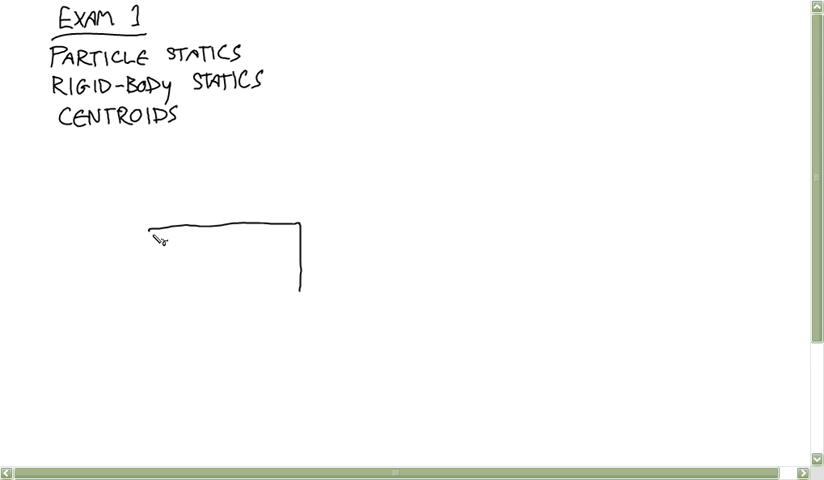 EXAM 1
PARTICLE STATICS
RIGID-BODY STATICS
CENTROIDS